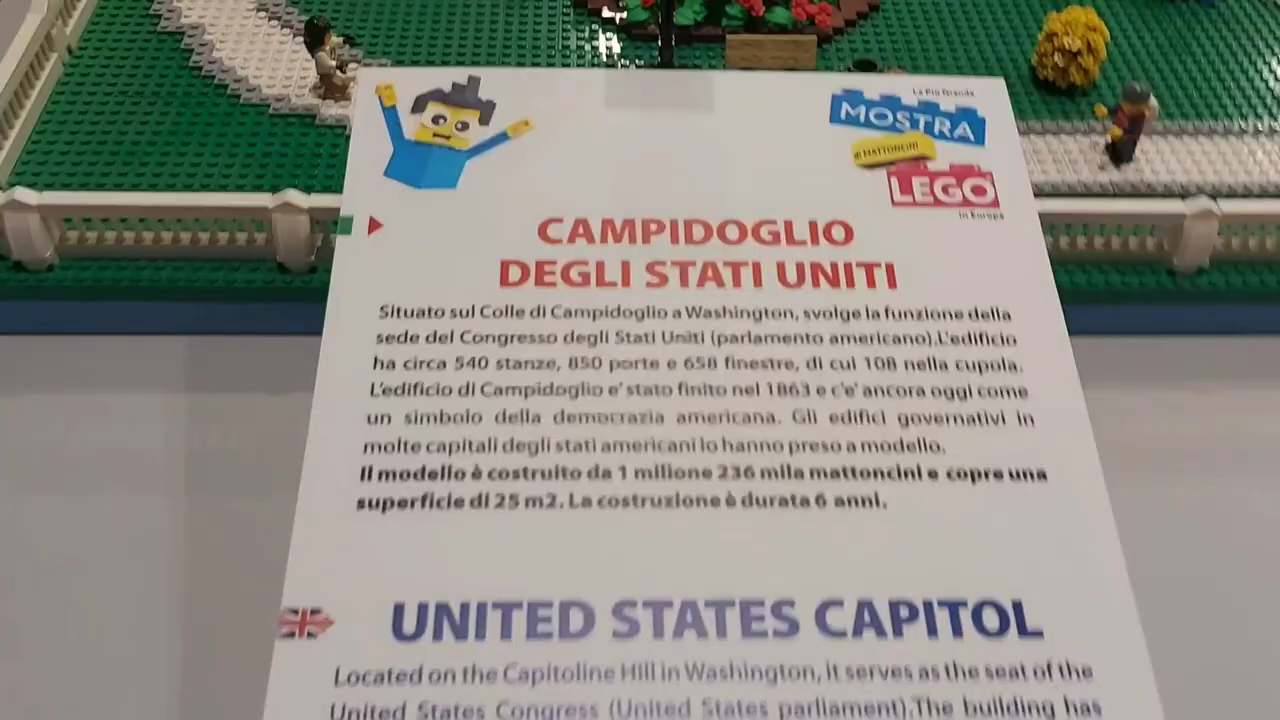 La Più Grande
MOSTRA
di MATTONCINI
LEGO
in Europa
CAMPIDOGLIO
DEGLI STATI UNITI
Situato sul Colle di Campidoglio a Washington, svolge la funzione della
sede del Congresso degli Stati Uniti (parlamento americano).L'edificio
ha circa 540 stanze, 850 porte e 658 finestre, di cui 108 nella cupola.
L'edificio di Campidoglio e' stato finito nel 1863 e c'e' ancora oggi come
un simbolo della democrazia americana. Gli edifici governativi in
molte capitali degli stati americani lo hanno preso a modello.
Il modello è costruito da 1 milione 236 mila mattoncini e copre una
superficie di 25 m2. La costruzione è durata 6 anni.
UNITED STATES CAPITOL
Located on the Capitoline Hill in Washington, it serves as the seat of the
United States Congress (United States parliament).The building has